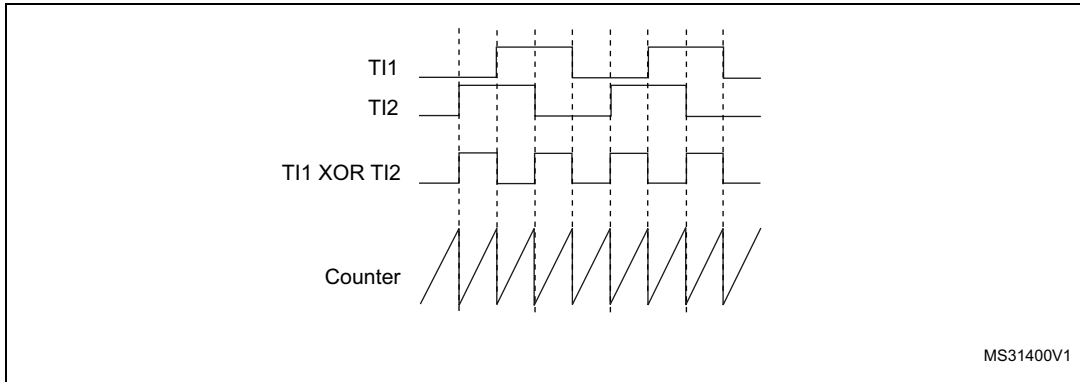 TI1
TI2
TI1 XOR TI2
Counter
MS31400V1